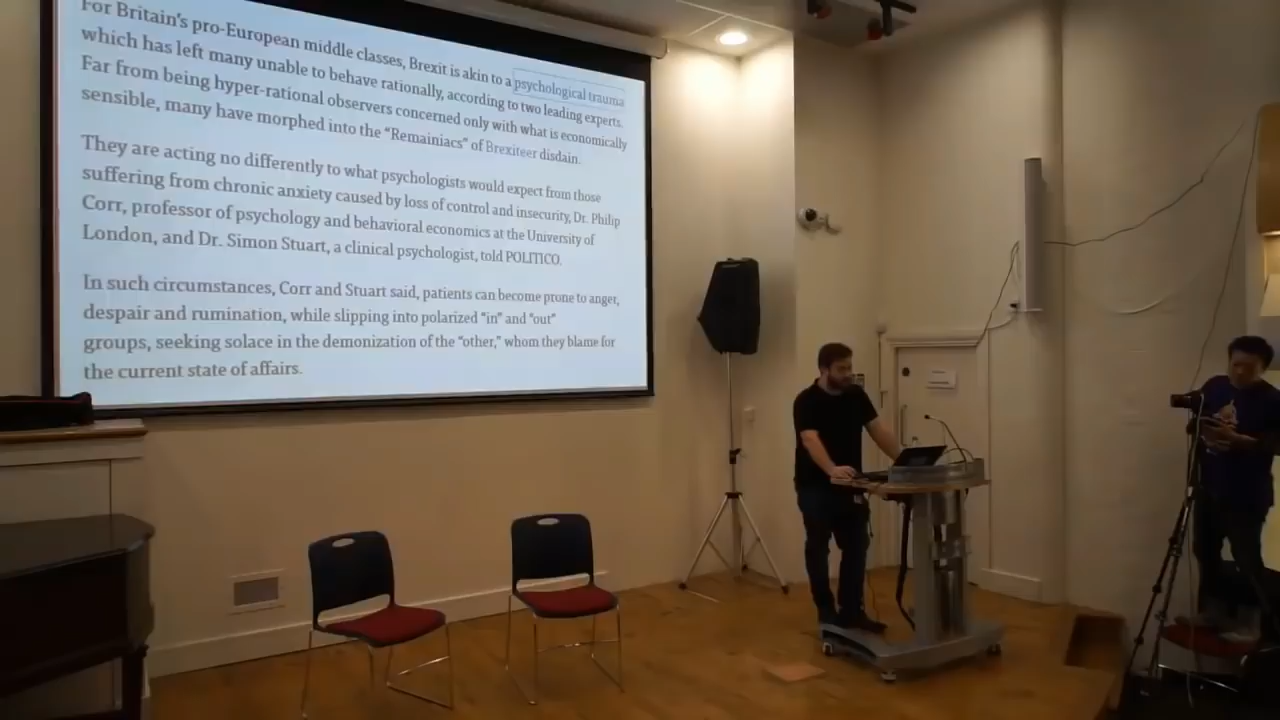 For Britain's pro-European middle classes, Brexit is akin to a psychological trauma
which has left many unable to behave rationally, according to two leading experts.
Far from being hyper-rational observers concerned only with what is economically
sensible, many have morphed into the “Remainiacs” of Brexiteer disdain.
They are acting no differently to what psychologists would expect from those
suffering from chronic anxiety caused by loss of control and insecurity, Dr. Philip
Corr, professor of psychology and behavioral economics at the University of
London, and Dr. Simon Stuart, a clinical psychologist, told POLITICO.
In such circumstances, Corr and Stuart said, patients can become prone to anger,
despair and rumination, while slipping into polarized “in” and “out”
groups, seeking solace in the demonization of the “other,” whom they blame for
the current state of affairs.